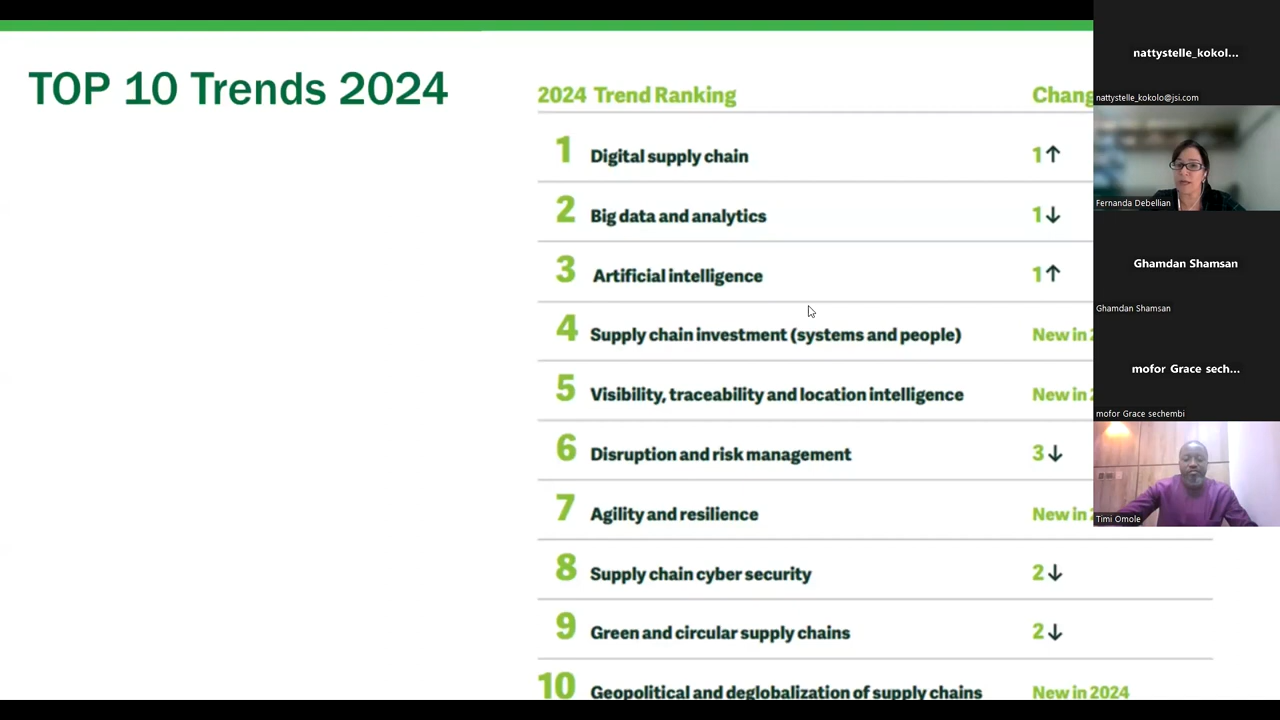 TOP 10 Trends 2024
2024 Trend Ranking Chang
1 Digital supply chain 1↑
2 Big data and analytics 1↓
3 Artificial intelligence 1↑
4 Supply chain investment (systems and people) New in 2
5 Visibility, traceability and location intelligence New in 2
6 Disruption and risk management 3↓
7 Agility and resilience New in 2
8 Supply chain cyber security 2↓
9 Green and circular supply chains 2↓
10 Geopolitical and deglobalization of supply chains New in 2024
nattystelle_kokol...
nattystelle_kokolo@jsi.com
Fernanda Debellian
Ghamdan Shamsan
Ghamdan Shamsan
mofor Grace sech...
mofor Grace sechembi
Timi Omole